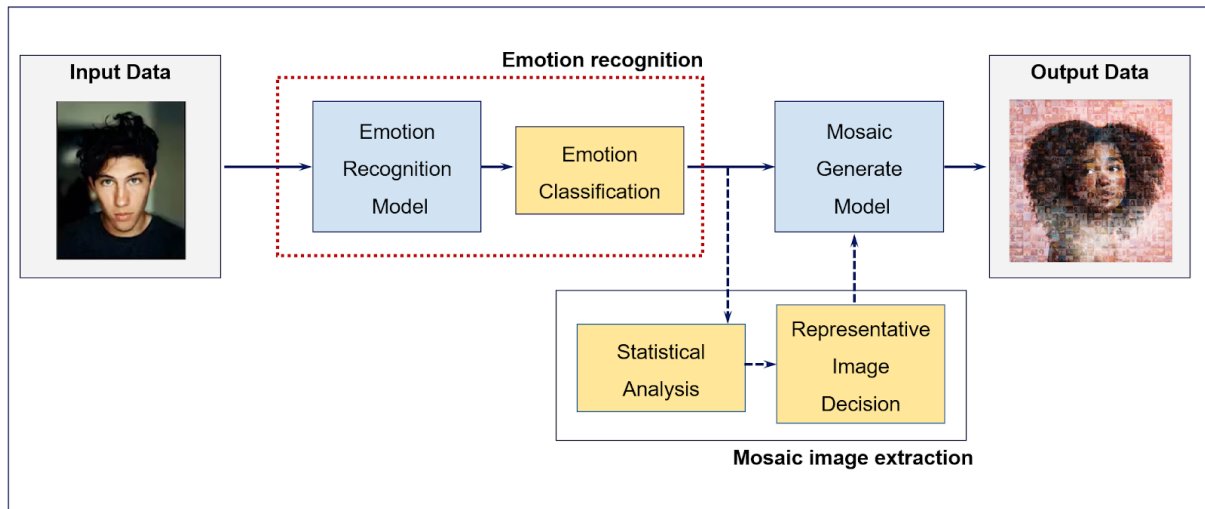 Input Data
Emotion recognition
Emotion
Recognition
Model
Emotion
Classification
Mosaic
Generate
Model
Output Data
Statistical
Analysis
Representative
Image
Decision
Mosaic image extraction